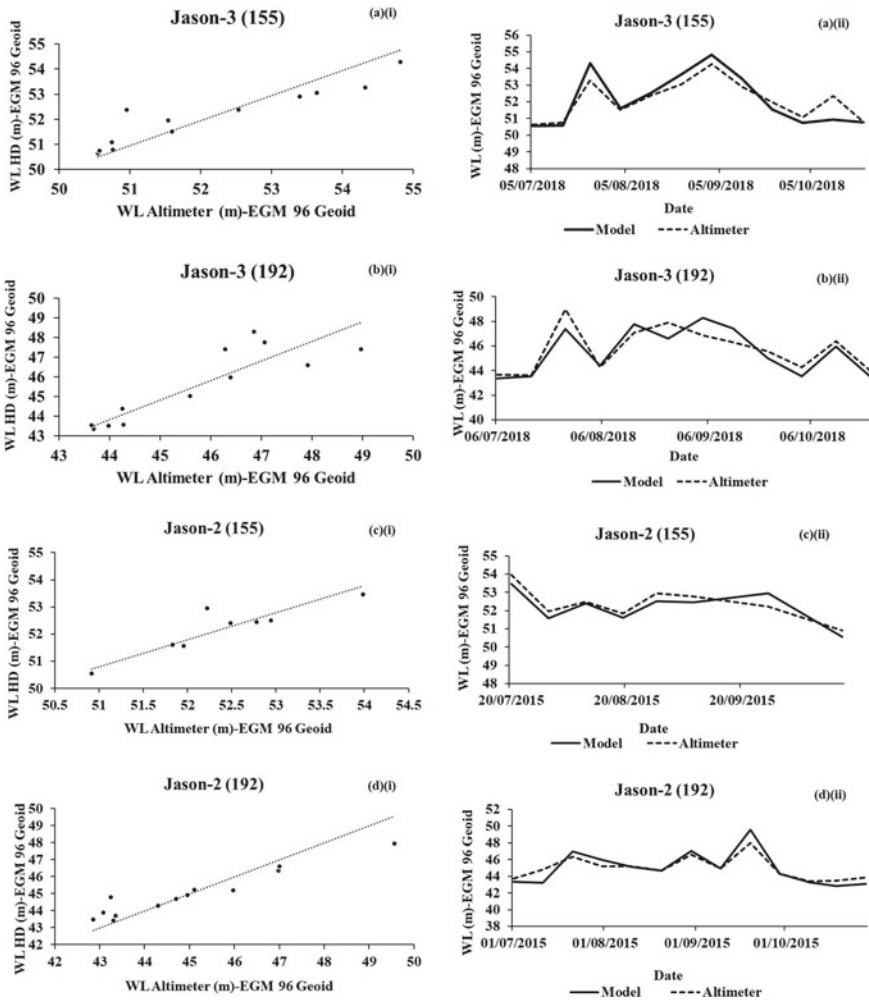 Jason-3 (155)
(a)(i)
WL HD (m)-EGM 96 Geoid
55
54
53
52
51
50
50 51 52 53 54 55
WL Altimeter (m)-EGM 96 Geoid
Jason-3 (155)
(a)(ii)
WL (m)-EGM 96 Geoid
56
55
54
53
52
51
50
49
48
05/07/2018 05/08/2018 05/09/2018 05/10/2018
Date
Model Altimeter
Jason-3 (192)
(b)(i)
WL HD (m)-EGM 96 Geoid
50
49
48
47
46
45
44
43
43 44 45 46 47 48 49 50
WL Altimeter (m)-EGM 96 Geoid
Jason-3 (192)
(b)(ii)
WL (m)-EGM 96 Geoid
50
48
46
44
42
40
06/07/2018 06/08/2018 06/09/2018 06/10/2018
Date
Model Altimeter
Jason-2 (155)
(c)(i)
WL HD (m)-EGM 96 Geoid
55
54
53
52
51
50
50.5 51 51.5 52 52.5 53 53.5 54 54.5
WL Altimeter (m)-EGM 96 Geoid
Jason-2 (155)
(c)(ii)
WL (m)-EGM 96 Geoid
55
54
53
52
51
50
49
48
20/07/2015 20/08/2015 20/09/2015
Date
Model Altimeter
Jason-2 (192)
(d)(i)
WL HD (m)-EGM 96 Geoid
50
49
48
47
46
45
44
43
42
42 43 44 45 46 47 48 49 50
WL Altimeter (m)-EGM 96 Geoid
Jason-2 (192)
(d)(ii)
WL (m)-EGM 96 Geoid
52
50
48
46
44
42
40
38
01/07/2015 01/08/2015 01/09/2015 01/10/2015
Date
Model Altimeter